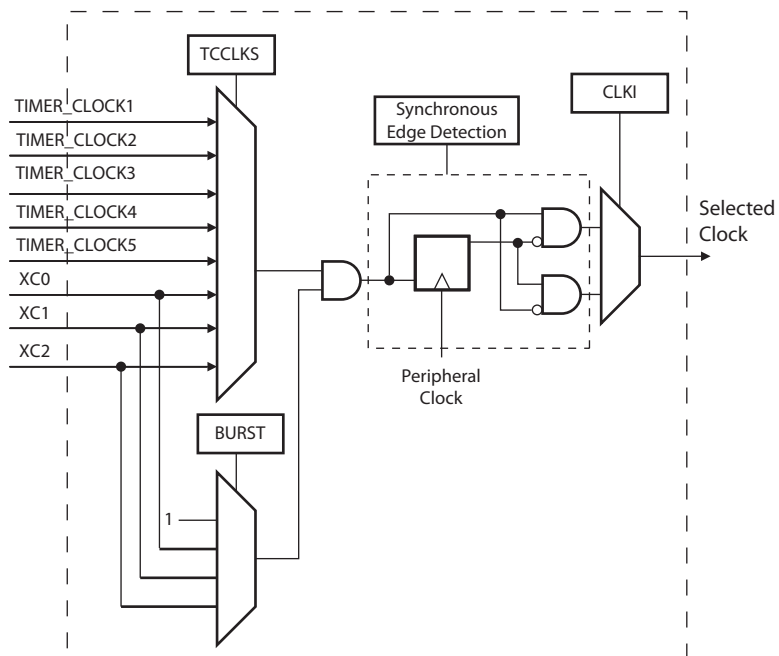 TCCLKS
CLKI
TIMER_CLOCK1
Synchronous
Edge Detection
TIMER_CLOCK2
TIMER_CLOCK3
TIMER_CLOCK4
Selected
Clock
TIMER_CLOCK5
XC0
XC1
XC2
Peripheral
Clock
BURST
1